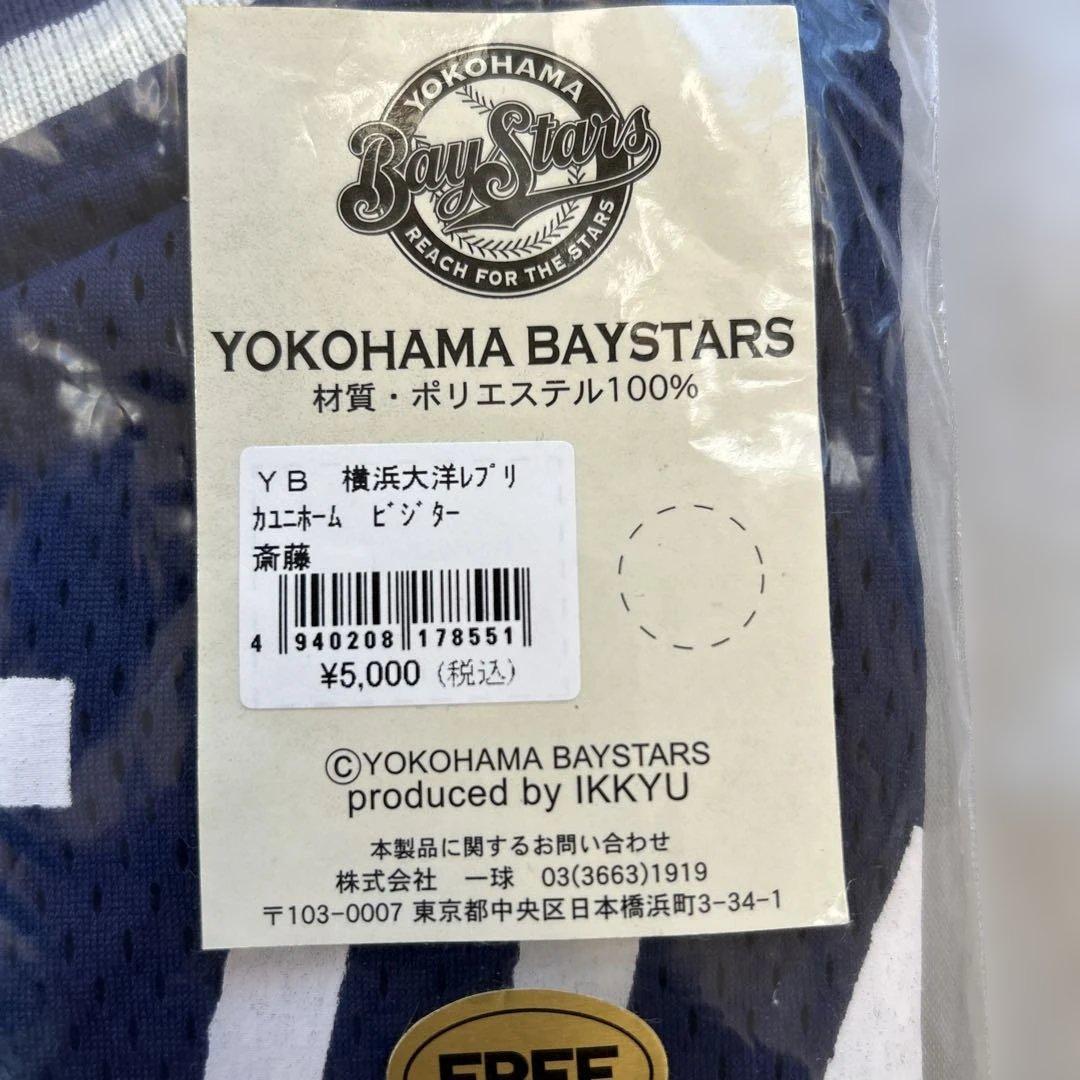 YOKOHAMA
BayStars
REACH FOR THE STARS
YOKOHAMA BAYSTARS
材質・ポリエステル100%
YB 横浜大洋ﾚﾌﾟﾘ
ｶﾕﾆﾎｰﾑ ﾋﾞｼﾞﾀｰ
斎藤
4 940208 178551
¥5,000 (税込)
©YOKOHAMA BAYSTARS
produced by IKKYU
本製品に関するお問い合わせ
株式会社 一球 03(3663)1919
〒103-0007 東京都中央区日本橋浜町3-34-1
FREE